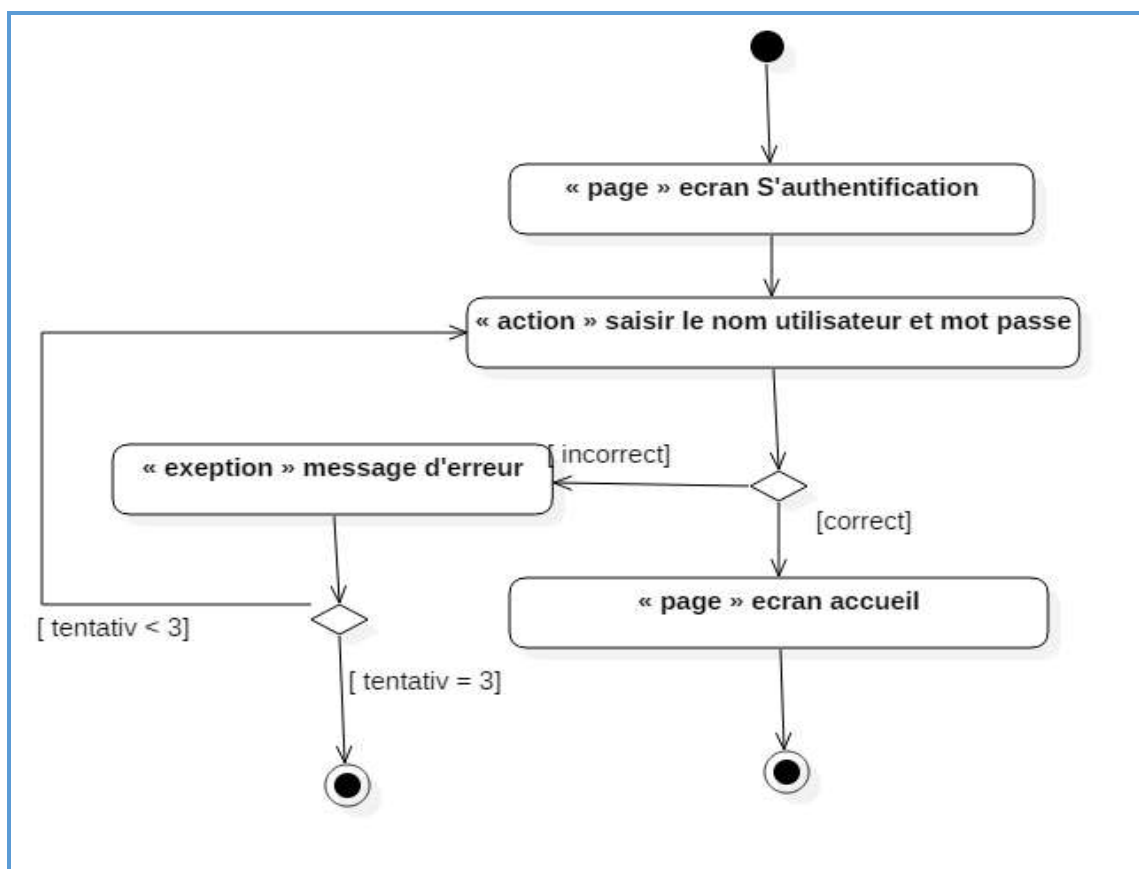 « page » ecran S'authentification
« action » saisir le nom utilisateur et mot passe
[ incorrect]
« exeption » message d'erreur
[correct]
« page » ecran accueil
[ tentativ < 3]
[ tentativ = 3]